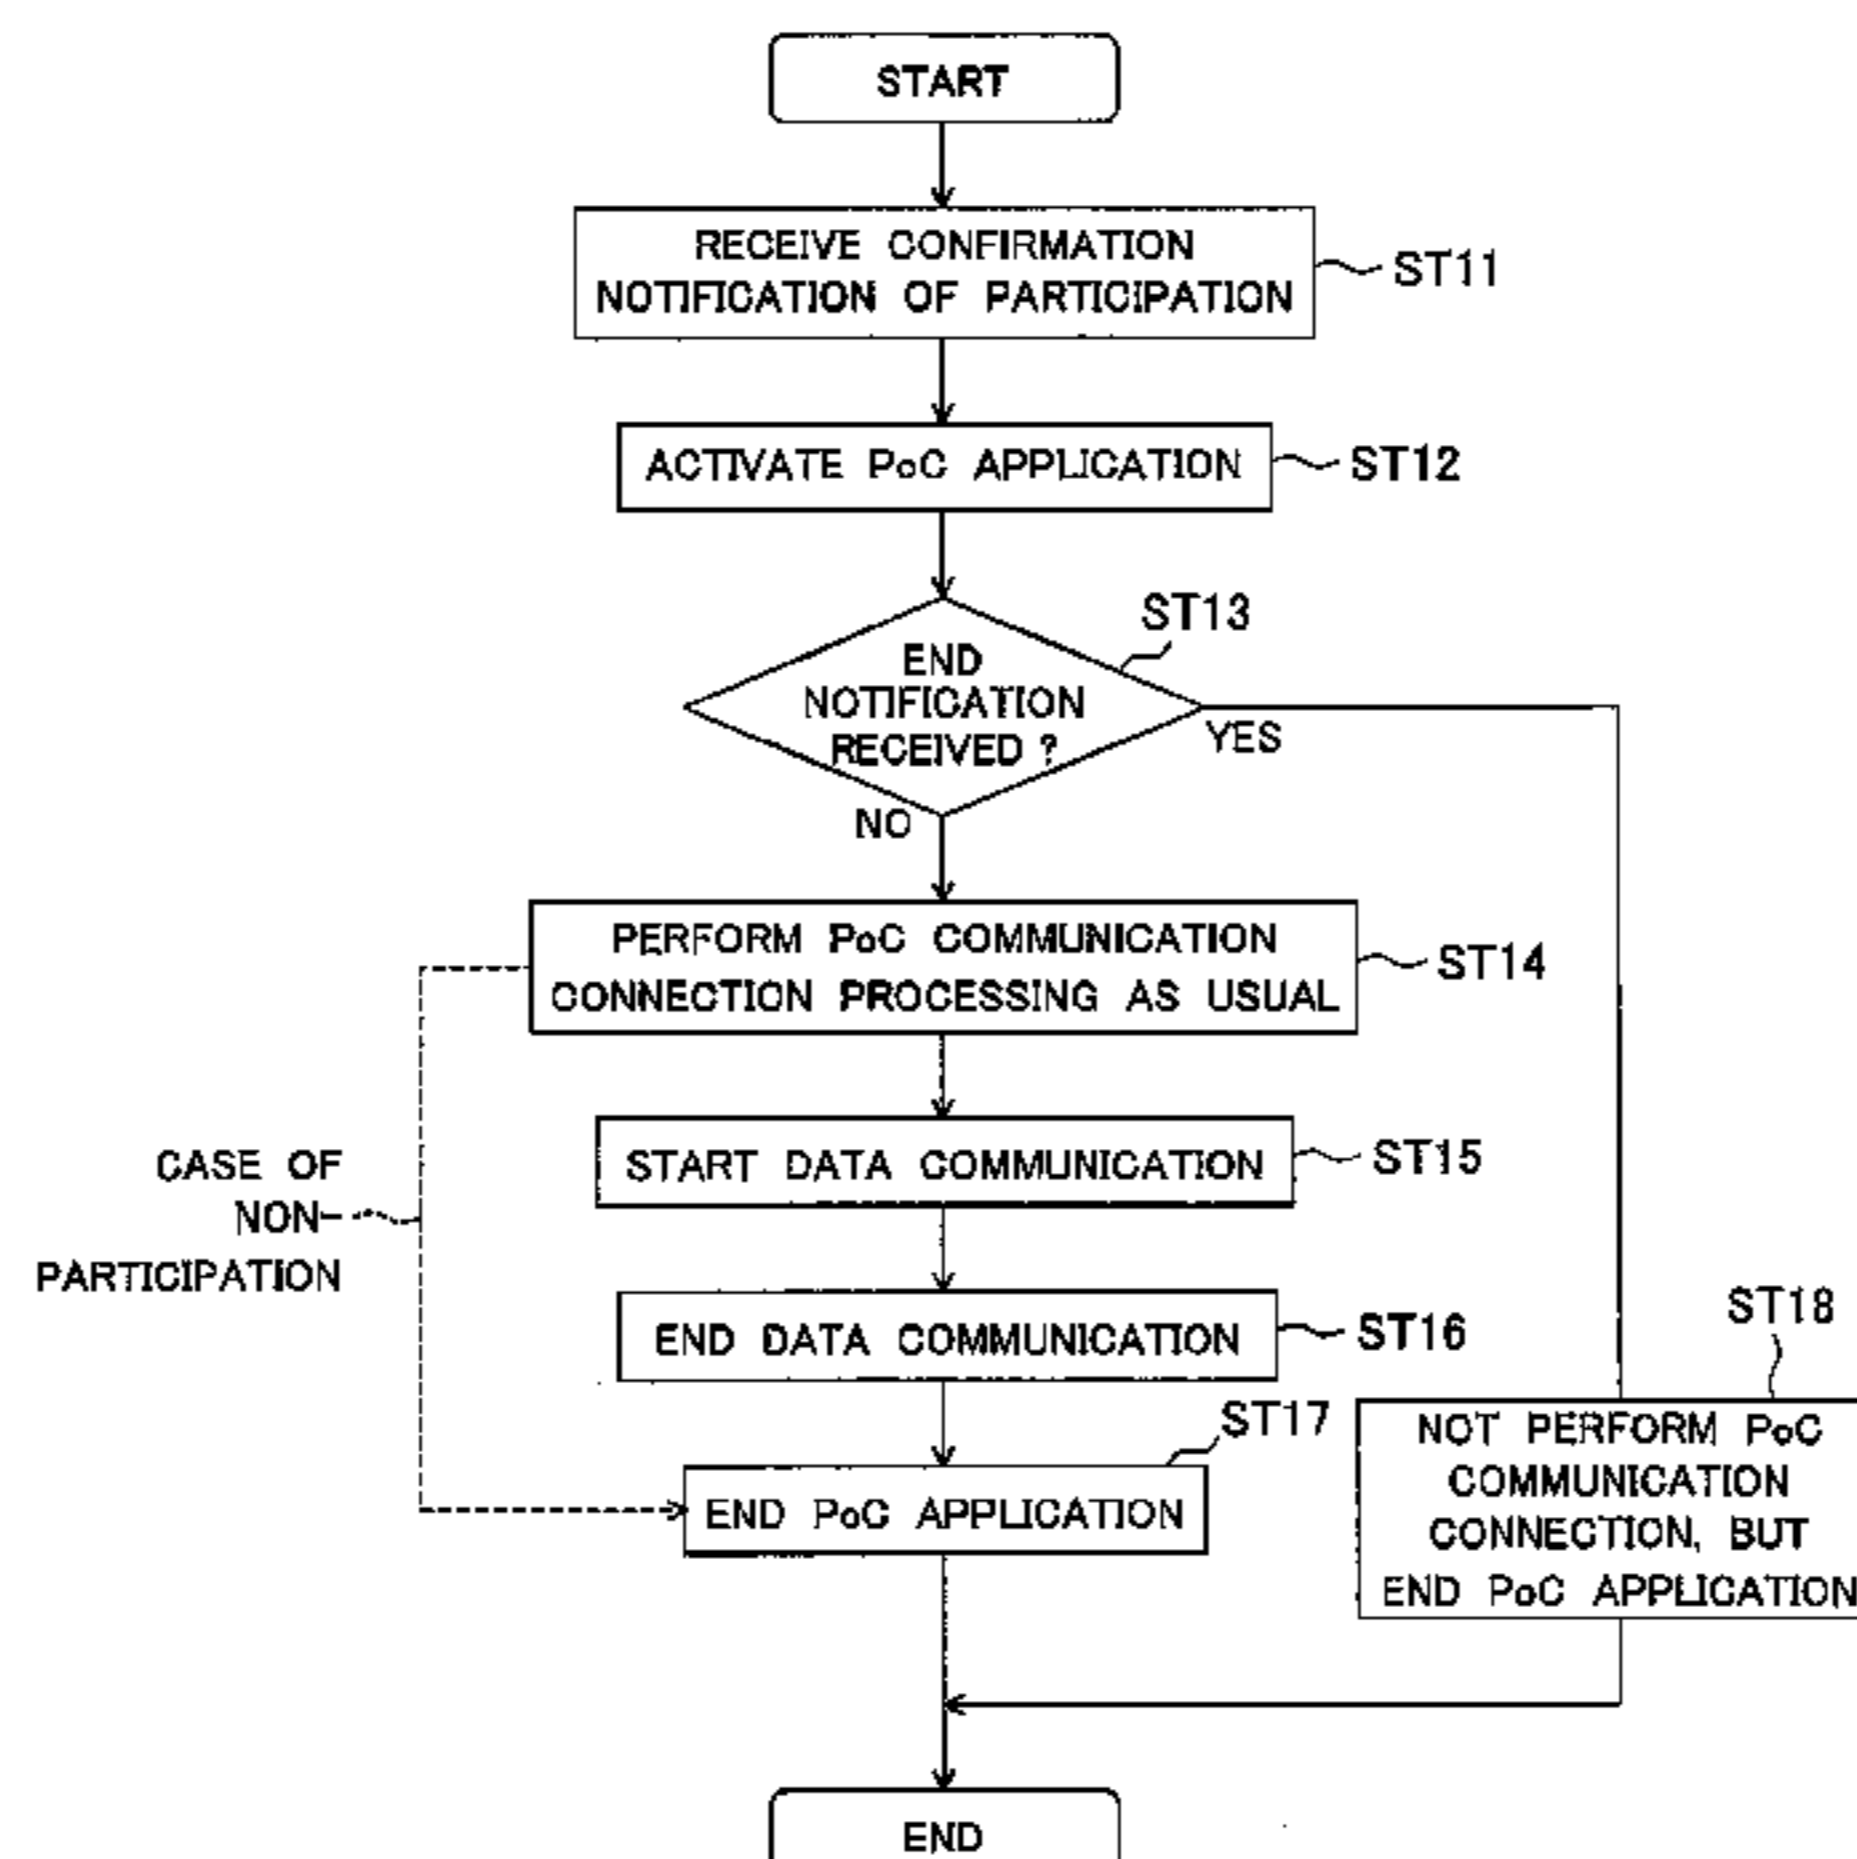 START
RECEIVE CONFIRMATION
NOTIFICATION OF PARTICIPATION
ST11
ACTIVATE PoC APPLICATION
ST12
ST13
END
NOTIFICATION
RECEIVED ?
YES
NO
PERFORM PoC COMMUNICATION
CONNECTION PROCESSING AS USUAL
ST14
START DATA COMMUNICATION
ST15
CASE OF
NON
PARTICIPATION
END DATA COMMUNICATION
ST16
ST17
END PoC APPLICATION
ST18
NOT PERFORM PoC
COMMUNICATION
CONNECTION, BUT
END PoC APPLICATION
END